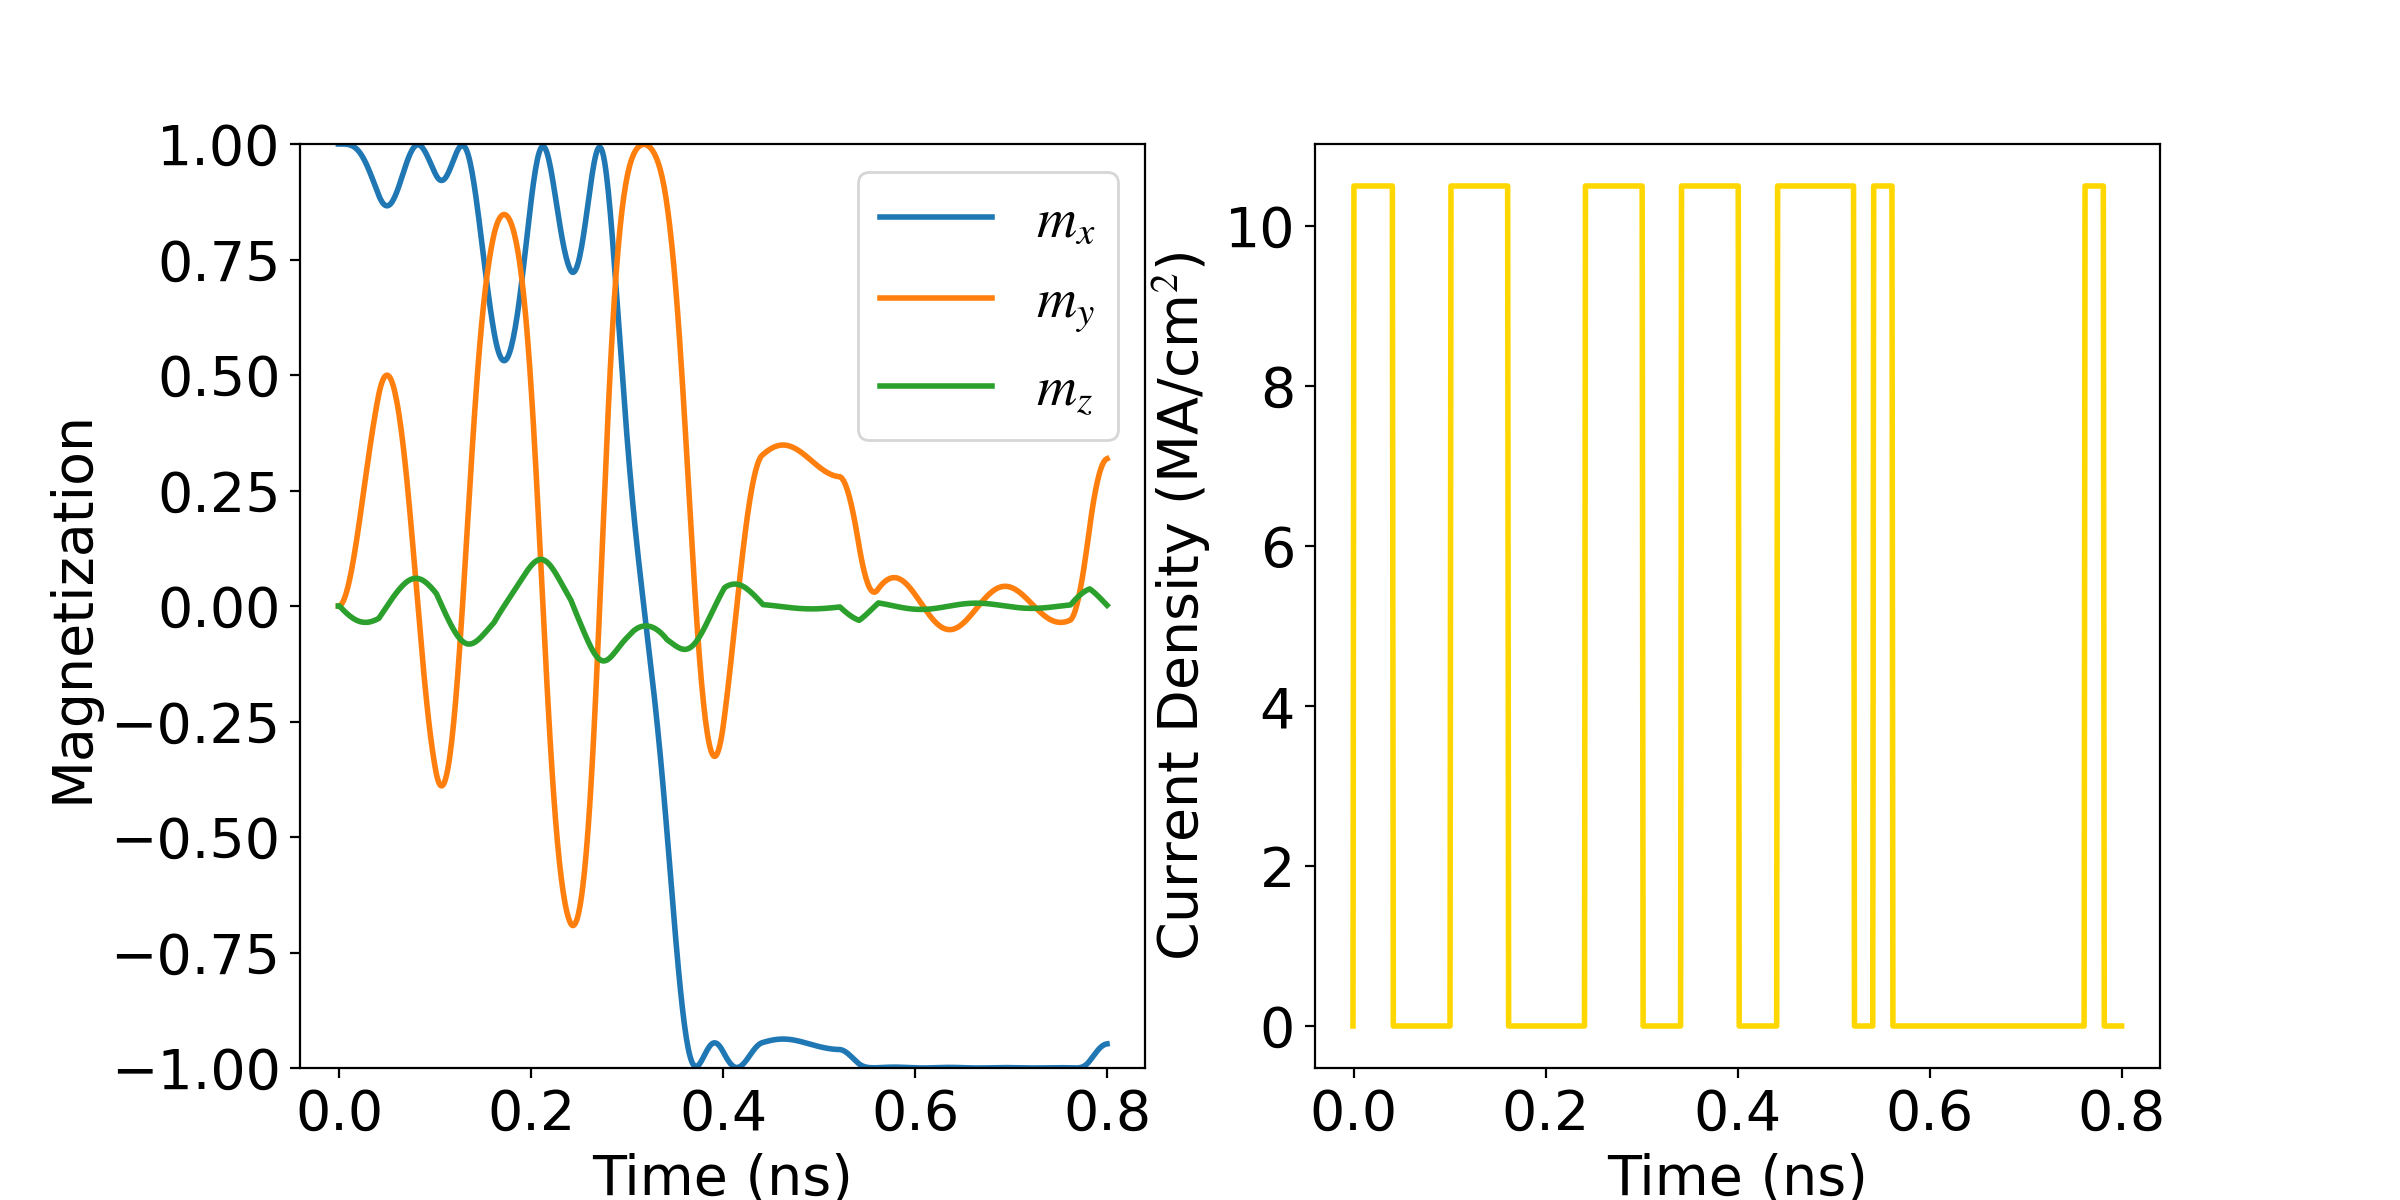 Magnetization
1.00
0.75
0.50
0.25
0.00
−0.25
−0.50
−0.75
−1.00
0.0 0.2 0.4 0.6 0.8
Time (ns)
m_x
m_y
m_z
Current Density (MA/cm²)
10
8
6
4
2
0
0.0 0.2 0.4 0.6 0.8
Time (ns)